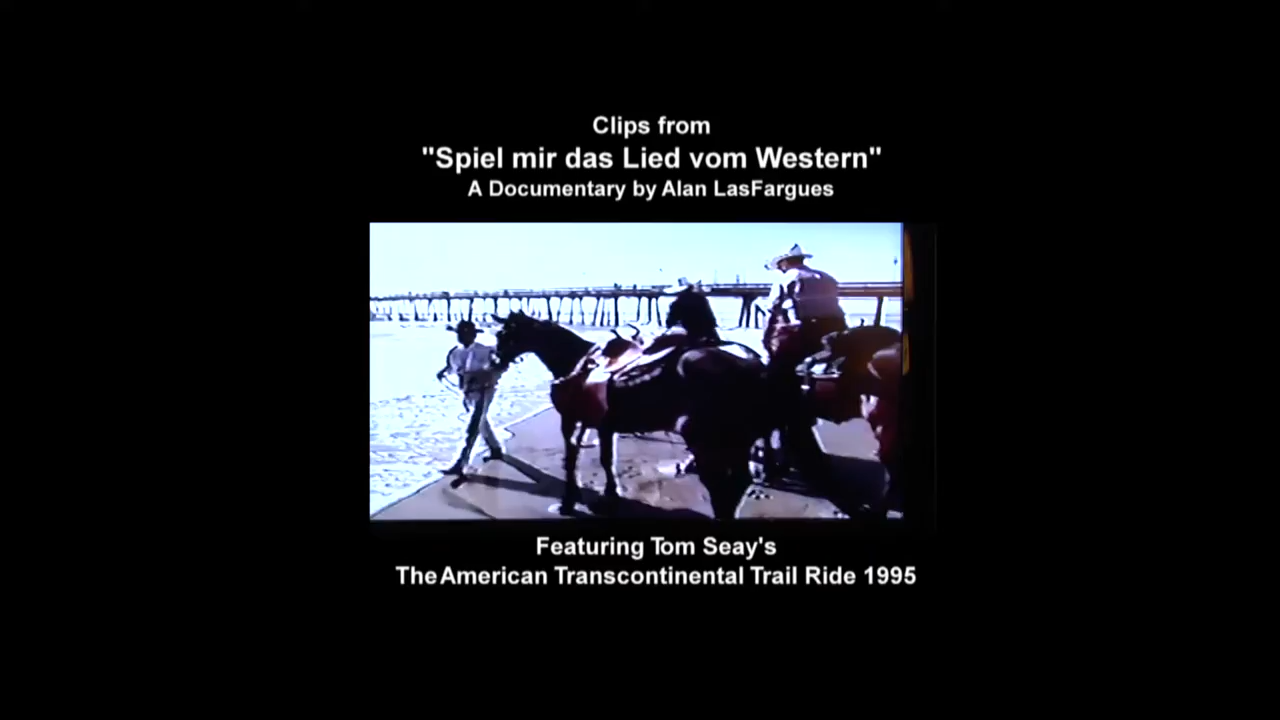 Clips from
"Spiel mir das Lied vom Western"
A Documentary by Alan LasFargues
Featuring Tom Seay's
The American Transcontinental Trail Ride 1995